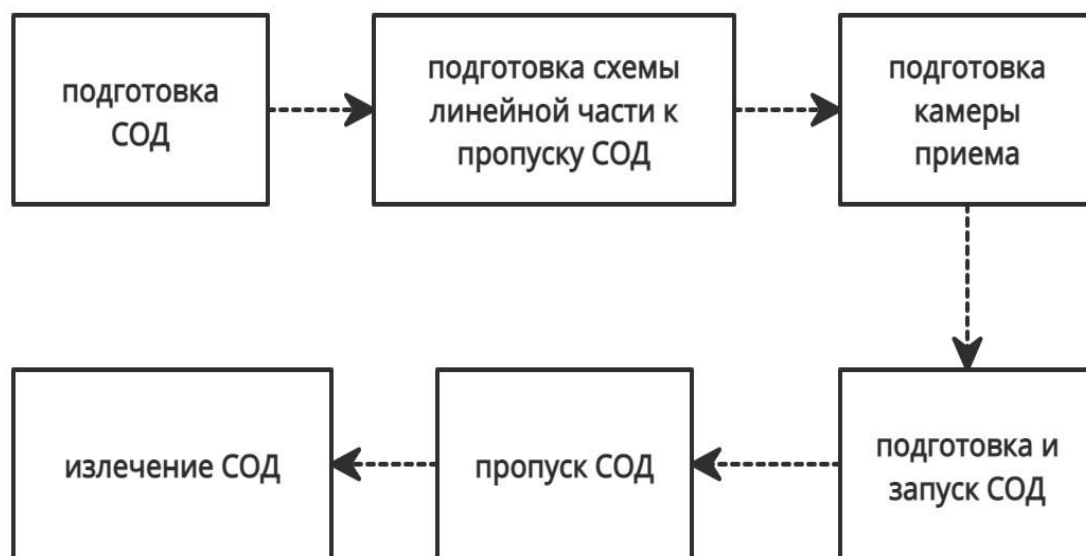 подготовка
СОД
подготовка схемы
линейной части к
пропуску СОД
подготовка
камеры
приема
подготовка и
запуск СОД
пропуск СОД
излечение СОД